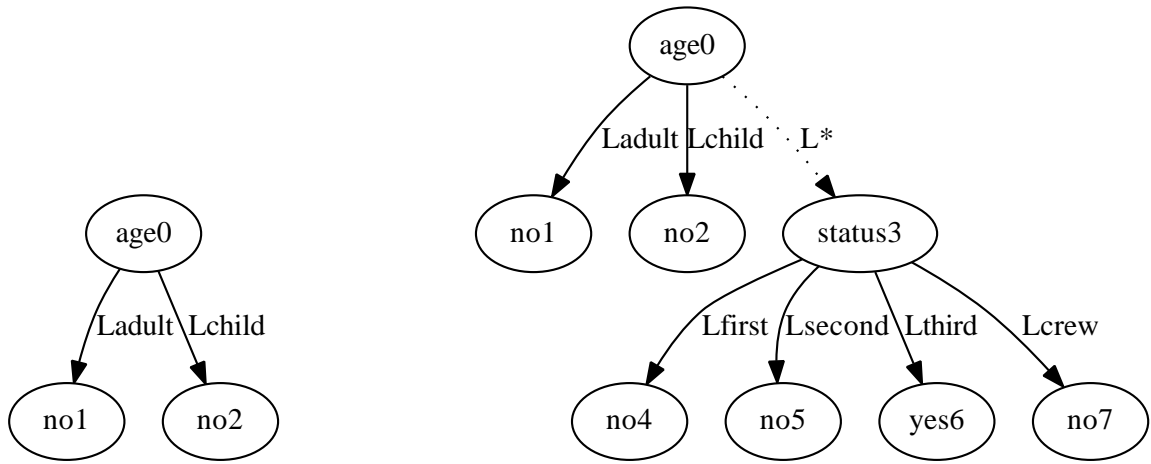 age0
Ladult Lchild L*
no1 no2 status3
age0
Ladult Lchild Lfirst Lsecond Lthird Lcrew
no1 no2 no4 no5 yes6 no7